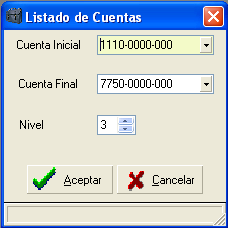 Listado de Cuentas
Cuenta Inicial 1110-0000-000
Cuenta Final 7750-0000-000
Nivel 3
Aceptar Cancelar